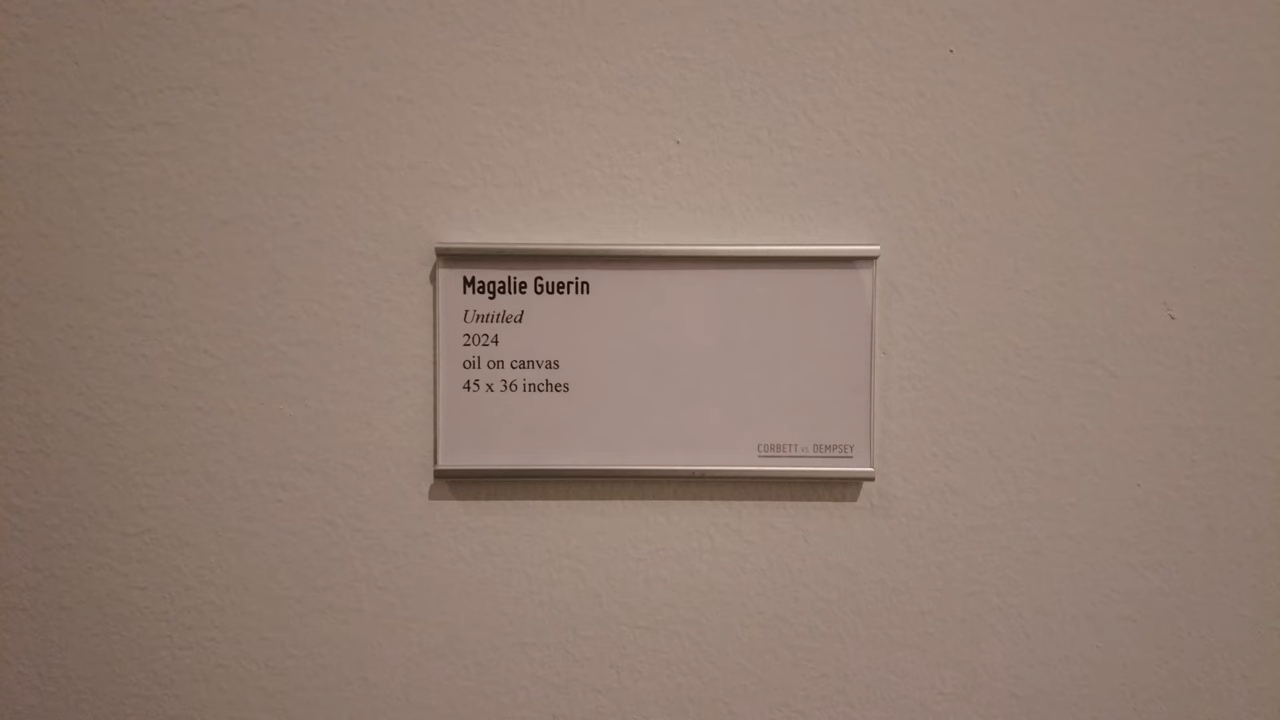 Magalie Guerin
Untitled
2024
oil on canvas
45 x 36 inches
CORBETT vs. DEMPSEY